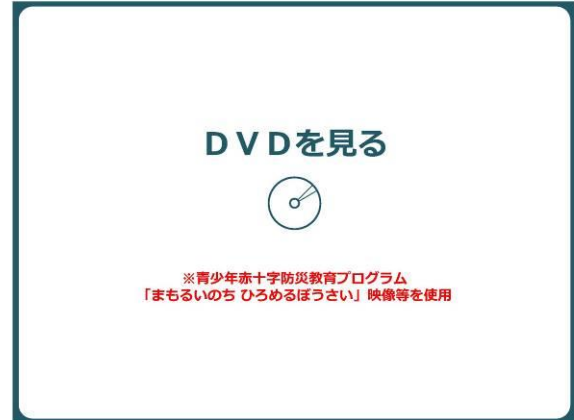 ＤＶＤを見る
※青少年赤十字防災教育プログラム
「まもるいのち ひろめるぼうさい」映像等を使用